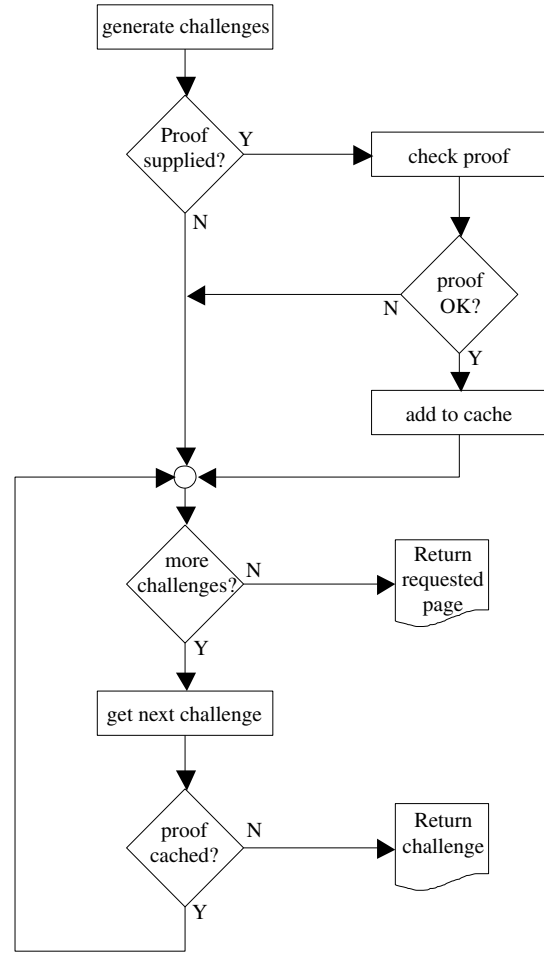 generate challenges
Proof
supplied?
Y
N
check proof
proof
OK?
N
Y
add to cache
more
challenges?
N
Y
Return
requested
page
get next challenge
proof
cached?
N
Y
Return
challenge